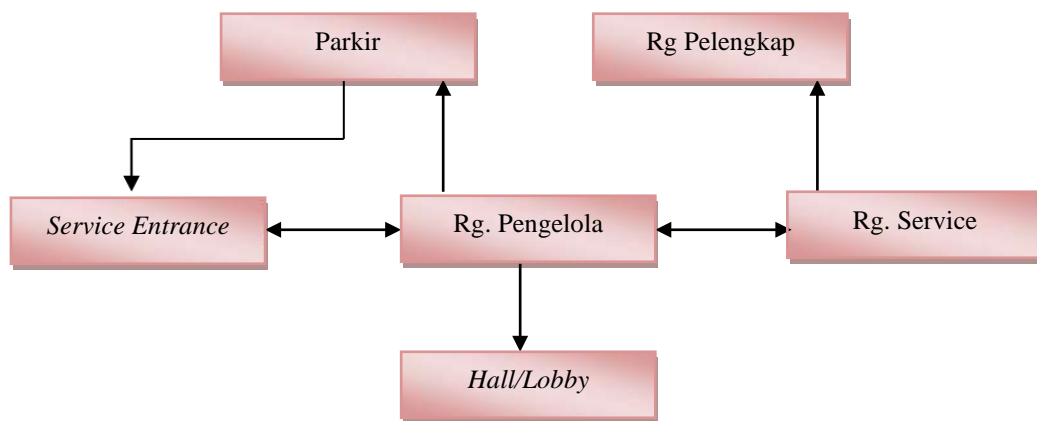 Parkir
Rg Pelengkap
Service Entrance
Rg. Pengelola
Rg. Service
Hall/Lobby